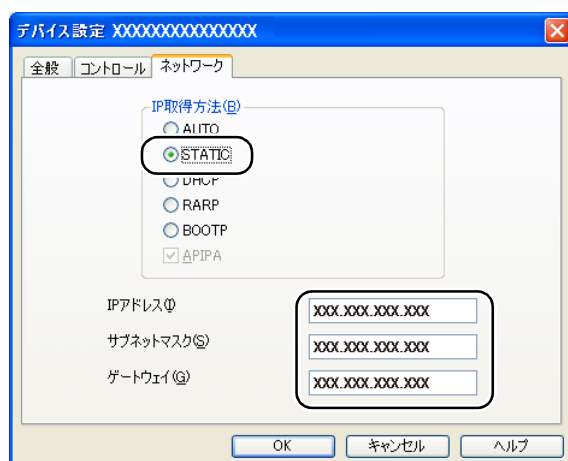 デバイス設定 XXXXXXXXXXXXXXX
全般 コントロール ネットワーク
IP取得方法(B)
AUTO
STATIC
DHCP
RARP
BOOTP
APIPA
IPアドレス(I) XXX.XXX.XXX.XXX
サブネットマスク(S) XXX.XXX.XXX.XXX
ゲートウェイ(G) XXX.XXX.XXX.XXX
OK キャンセル ヘルプ